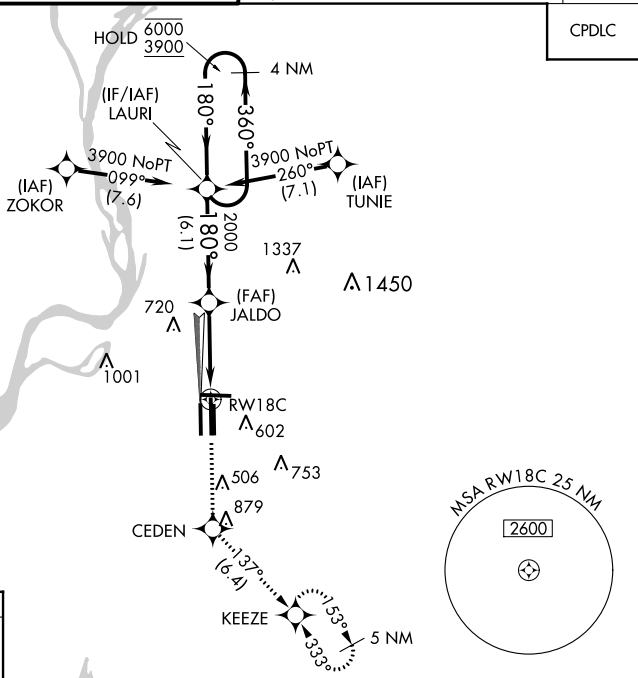 CPDLC
HOLD 6000
3900
4 NM
(IF/IAF)
LAURI
180°
360°
3900 NoPT
099°
(7.6)
(IAF)
ZOKOR
3900 NoPT
260°
(7.1)
(IAF)
TUNIE
2000
180°
(6.1)
1337
1450
(FAF)
JALDO
720
1001
RW18C
602
753
506
879
CEDEN
137°
(6.4)
KEEZE
153°
333°
5 NM
MSA RW18C 25 NM
2600